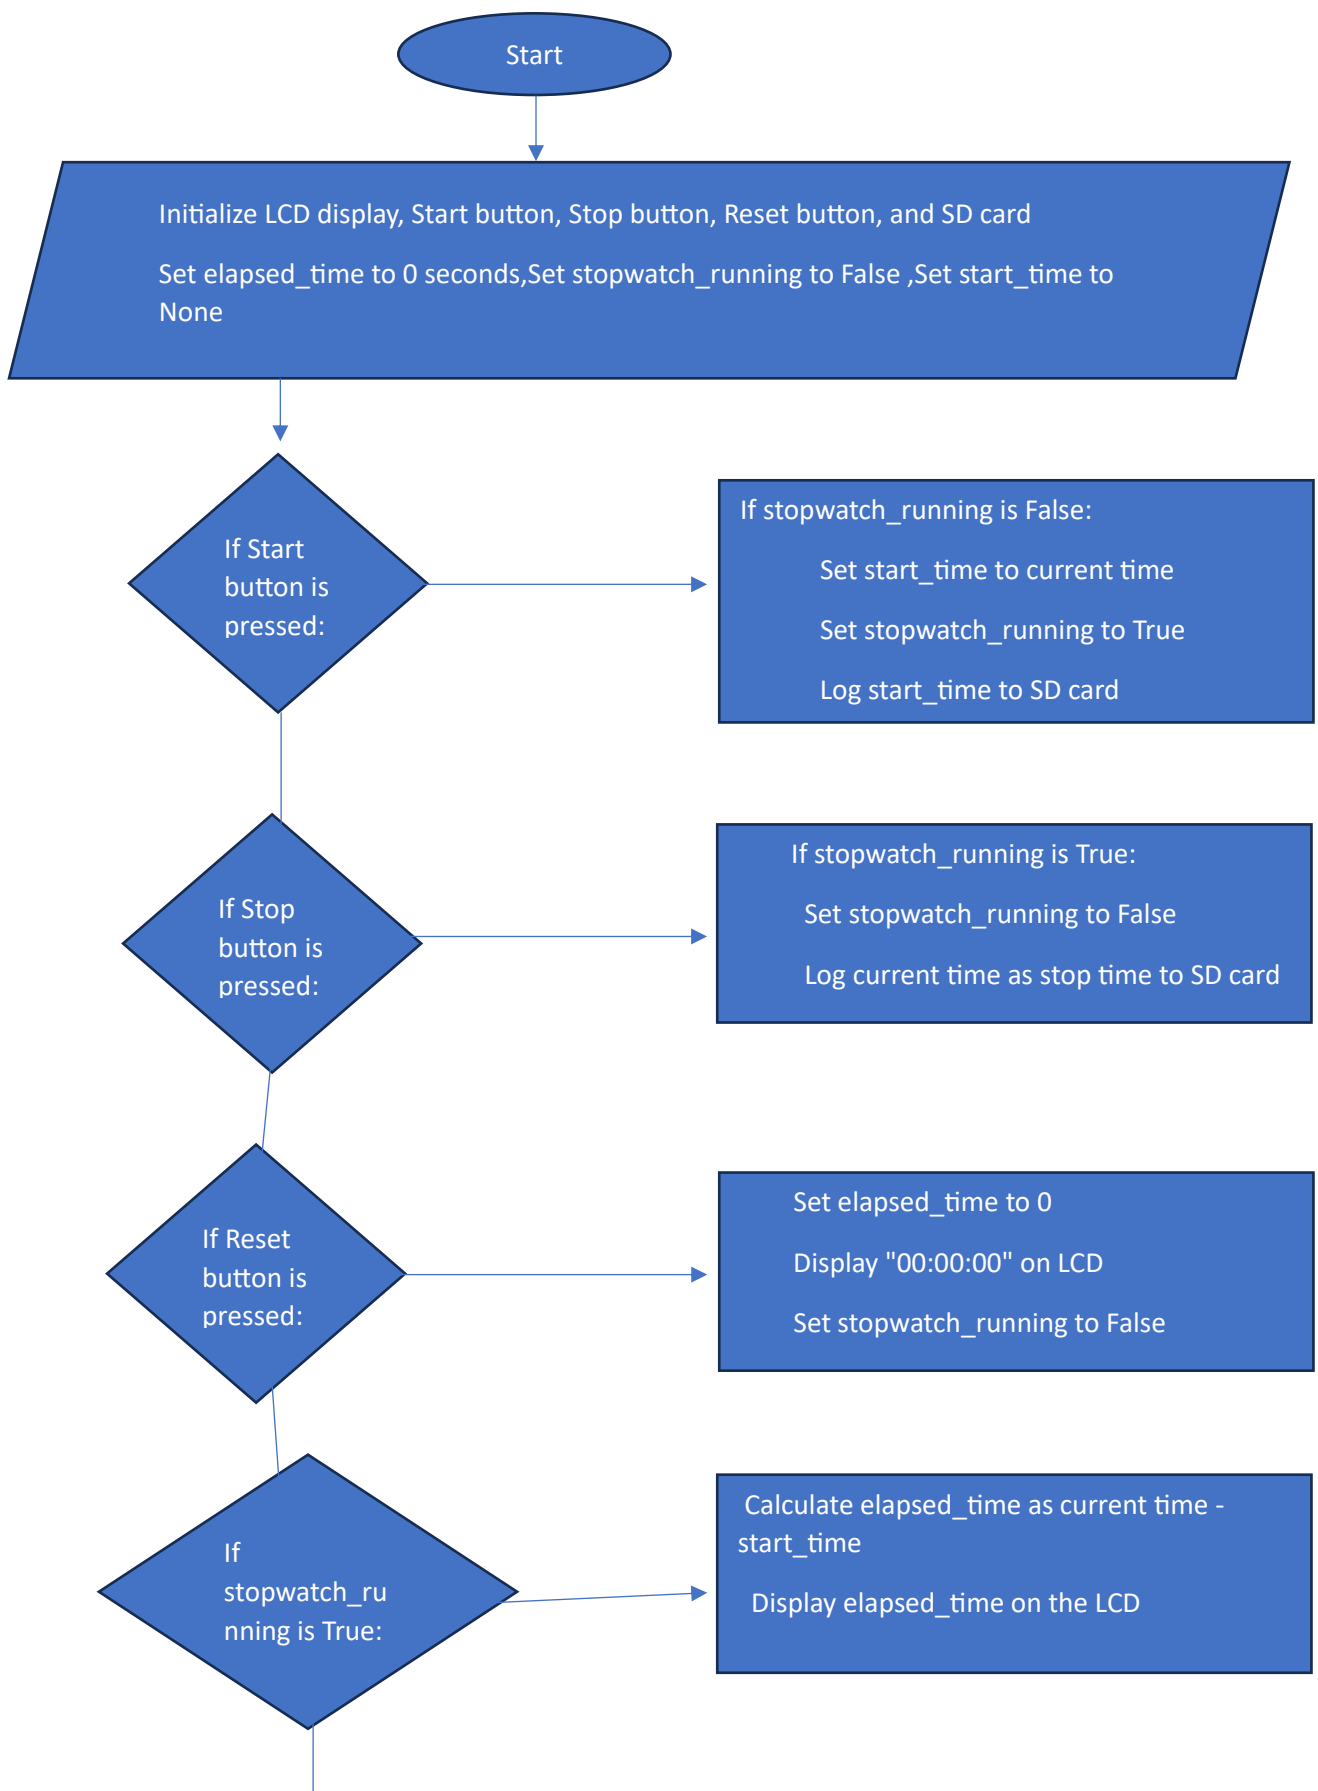 Start
Initialize LCD display, Start button, Stop button, Reset button, and SD card
Set elapsed_time to 0 seconds,Set stopwatch_running to False ,Set start_time to
None
If Start
button is
pressed:
If stopwatch_running is False:
Set start_time to current time
Set stopwatch_running to True
Log start_time to SD card
If Stop
button is
pressed:
If stopwatch_running is True:
Set stopwatch_running to False
Log current time as stop time to SD card
If Reset
button is
pressed:
Set elapsed_time to 0
Display "00:00:00" on LCD
Set stopwatch_running to False
If
stopwatch_ru
nning is True:
Calculate elapsed_time as current time -
start_time
Display elapsed_time on the LCD